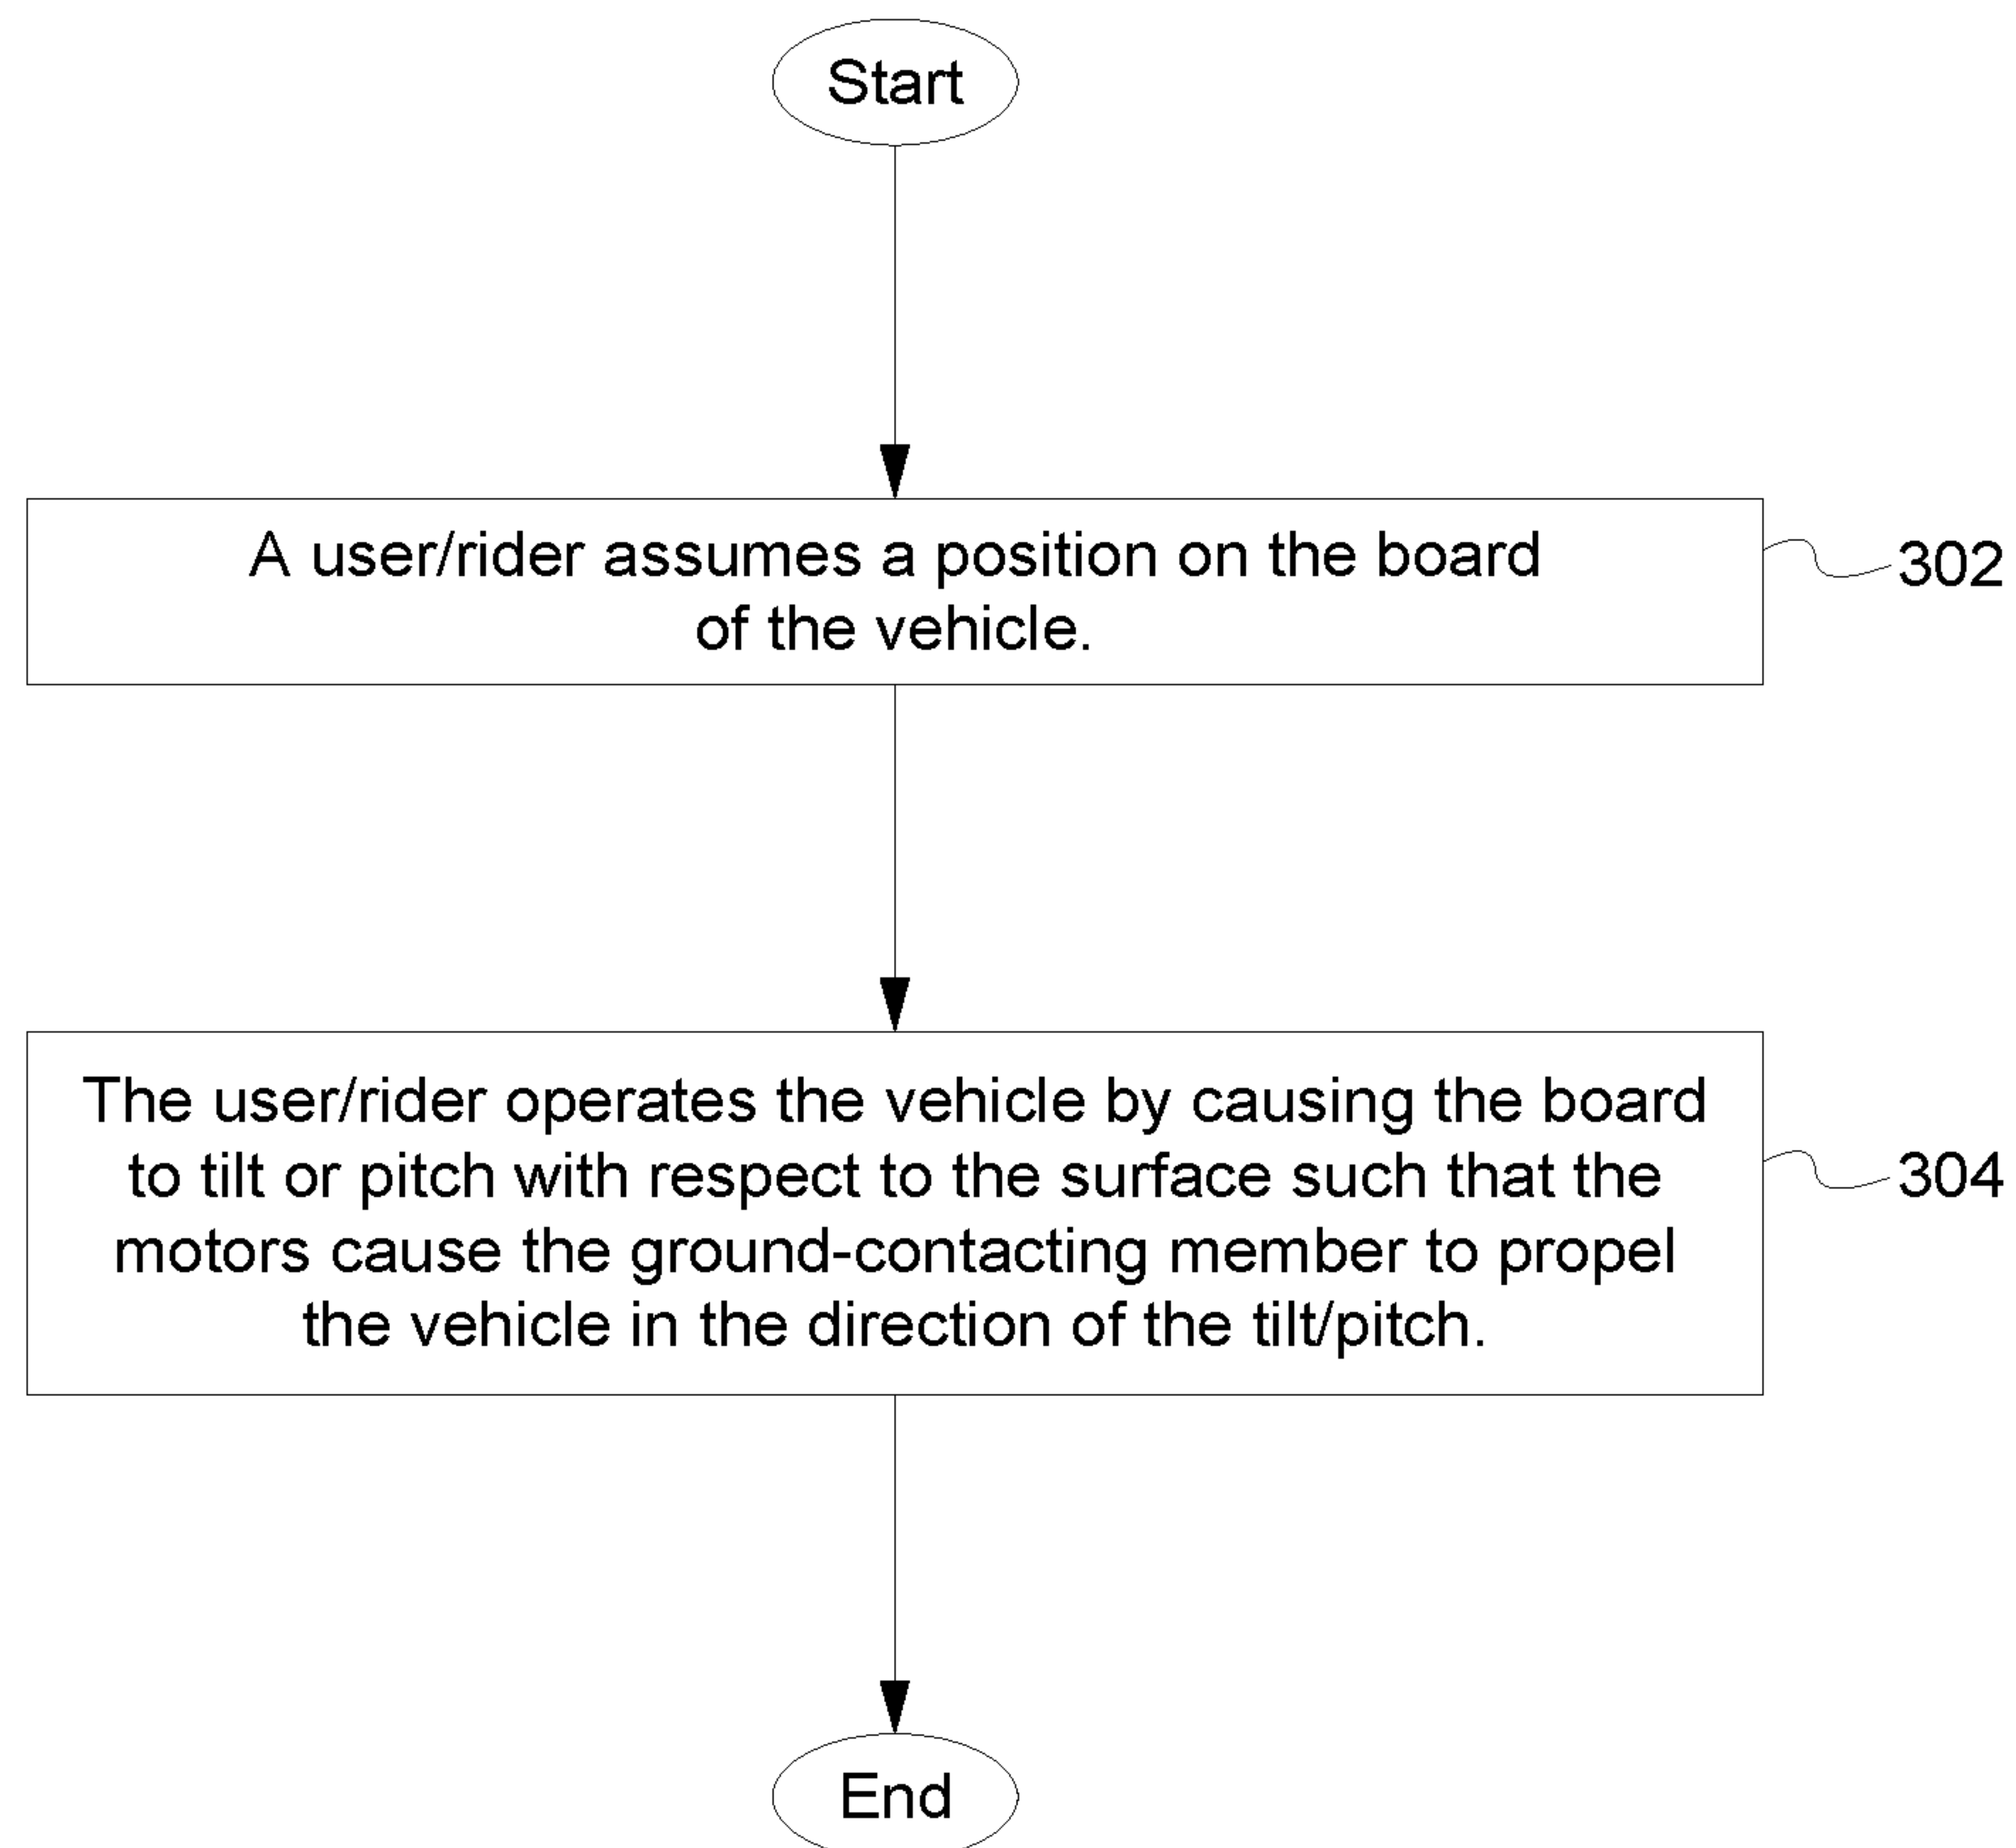 Start
A user/rider assumes a position on the board
of the vehicle.
302
The user/rider operates the vehicle by causing the board
to tilt or pitch with respect to the surface such that the
motors cause the ground-contacting member to propel
the vehicle in the direction of the tilt/pitch.
304
End